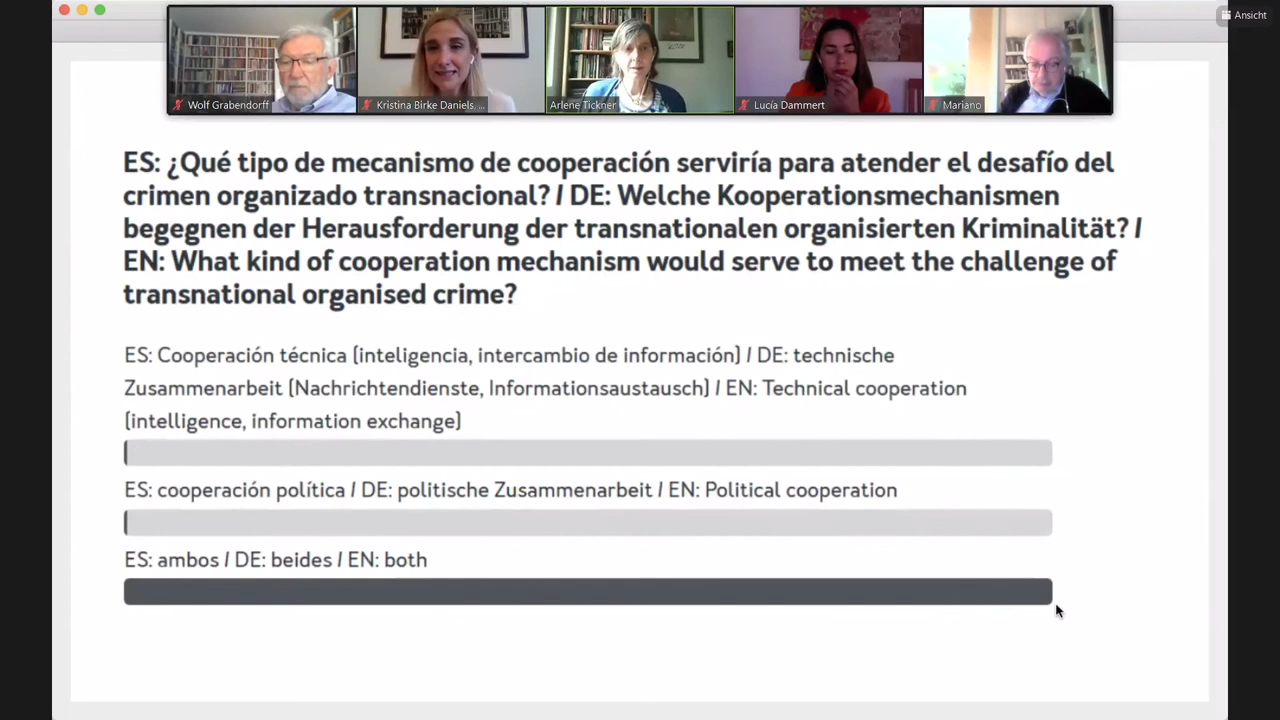 Ansicht
Wolf Grabendorff
Kristina Birke Daniels, ...
Arlene Tickner
Lucía Dammert
Mariano
ES: ¿Qué tipo de mecanismo de cooperación serviría para atender el desafío del
crimen organizado transnacional? / DE: Welche Kooperationsmechanismen
begegnen der Herausforderung der transnationalen organisierten Kriminalität? /
EN: What kind of cooperation mechanism would serve to meet the challenge of
transnational organised crime?
ES: Cooperación técnica (inteligencia, intercambio de información) / DE: technische
Zusammenarbeit (Nachrichtendienste, Informationsaustausch) / EN: Technical cooperation
(intelligence, information exchange)
ES: cooperación política / DE: politische Zusammenarbeit / EN: Political cooperation
ES: ambos / DE: beides / EN: both